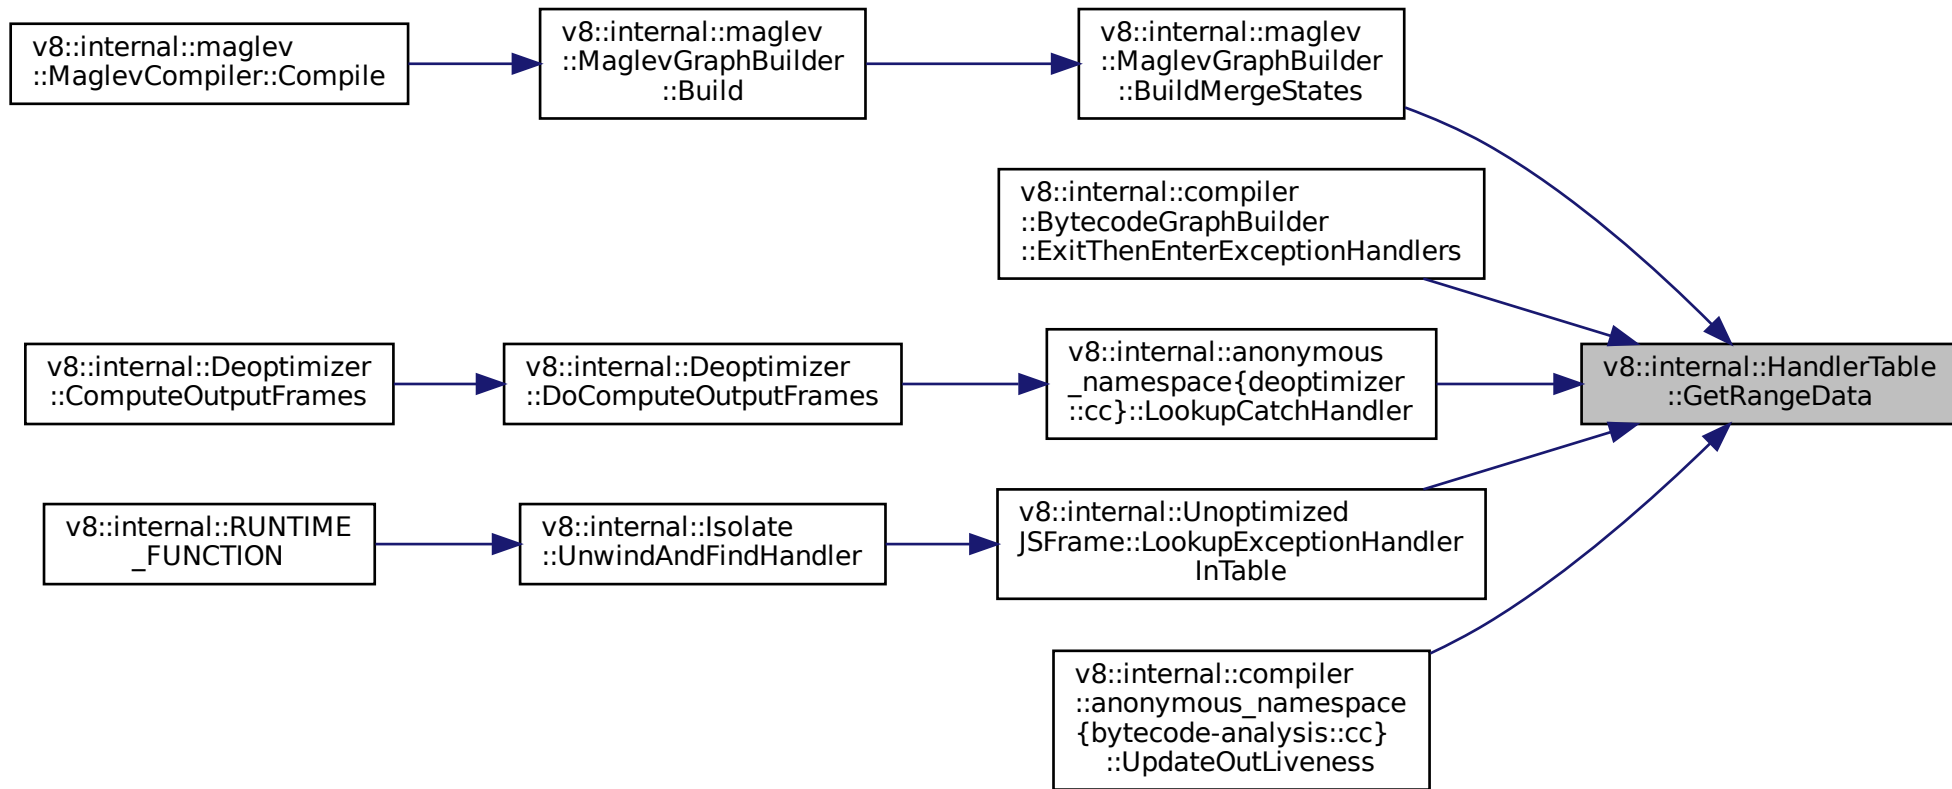 v8::internal::maglev
::MaglevCompiler::Compile
v8::internal::maglev
::MaglevGraphBuilder
::Build
v8::internal::maglev
::MaglevGraphBuilder
::BuildMergeStates
v8::internal::compiler
::BytecodeGraphBuilder
::ExitThenEnterExceptionHandlers
v8::internal::Deoptimizer
::ComputeOutputFrames
v8::internal::Deoptimizer
::DoComputeOutputFrames
v8::internal::anonymous
_namespace{deoptimizer
::cc}::LookupCatchHandler
v8::internal::HandlerTable
::GetRangeData
v8::internal::RUNTIME
_FUNCTION
v8::internal::Isolate
::UnwindAndFindHandler
v8::internal::Unoptimized
JSFrame::LookupExceptionHandler
InTable
v8::internal::compiler
::anonymous_namespace
{bytecode-analysis::cc}
::UpdateOutLiveness